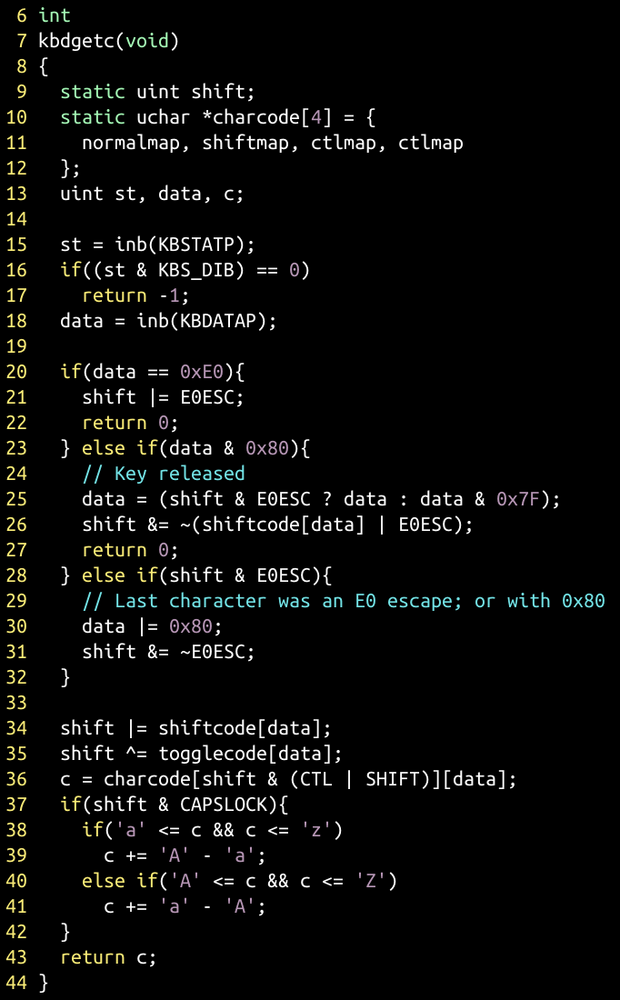 6 int
7 kbdgetc(void)
8 {
9   static uint shift;
10   static uchar *charcode[4] = {
11     normalmap, shiftmap, ctlmap, ctlmap
12   };
13   uint st, data, c;
14
15   st = inb(KBSTATP);
16   if((st & KBS_DIB) == 0)
17     return -1;
18   data = inb(KBDATAP);
19
20   if(data == 0xE0){
21     shift |= E0ESC;
22     return 0;
23   } else if(data & 0x80){
24     // Key released
25     data = (shift & E0ESC ? data : data & 0x7F);
26     shift &= ~(shiftcode[data] | E0ESC);
27     return 0;
28   } else if(shift & E0ESC){
29     // Last character was an E0 escape; or with 0x80
30     data |= 0x80;
31     shift &= ~E0ESC;
32   }
33
34   shift |= shiftcode[data];
35   shift ^= togglecode[data];
36   c = charcode[shift & (CTL | SHIFT)][data];
37   if(shift & CAPSLOCK){
38     if('a' <= c && c <= 'z')
39       c += 'A' - 'a';
40     else if('A' <= c && c <= 'Z')
41       c += 'a' - 'A';
42   }
43   return c;
44 }